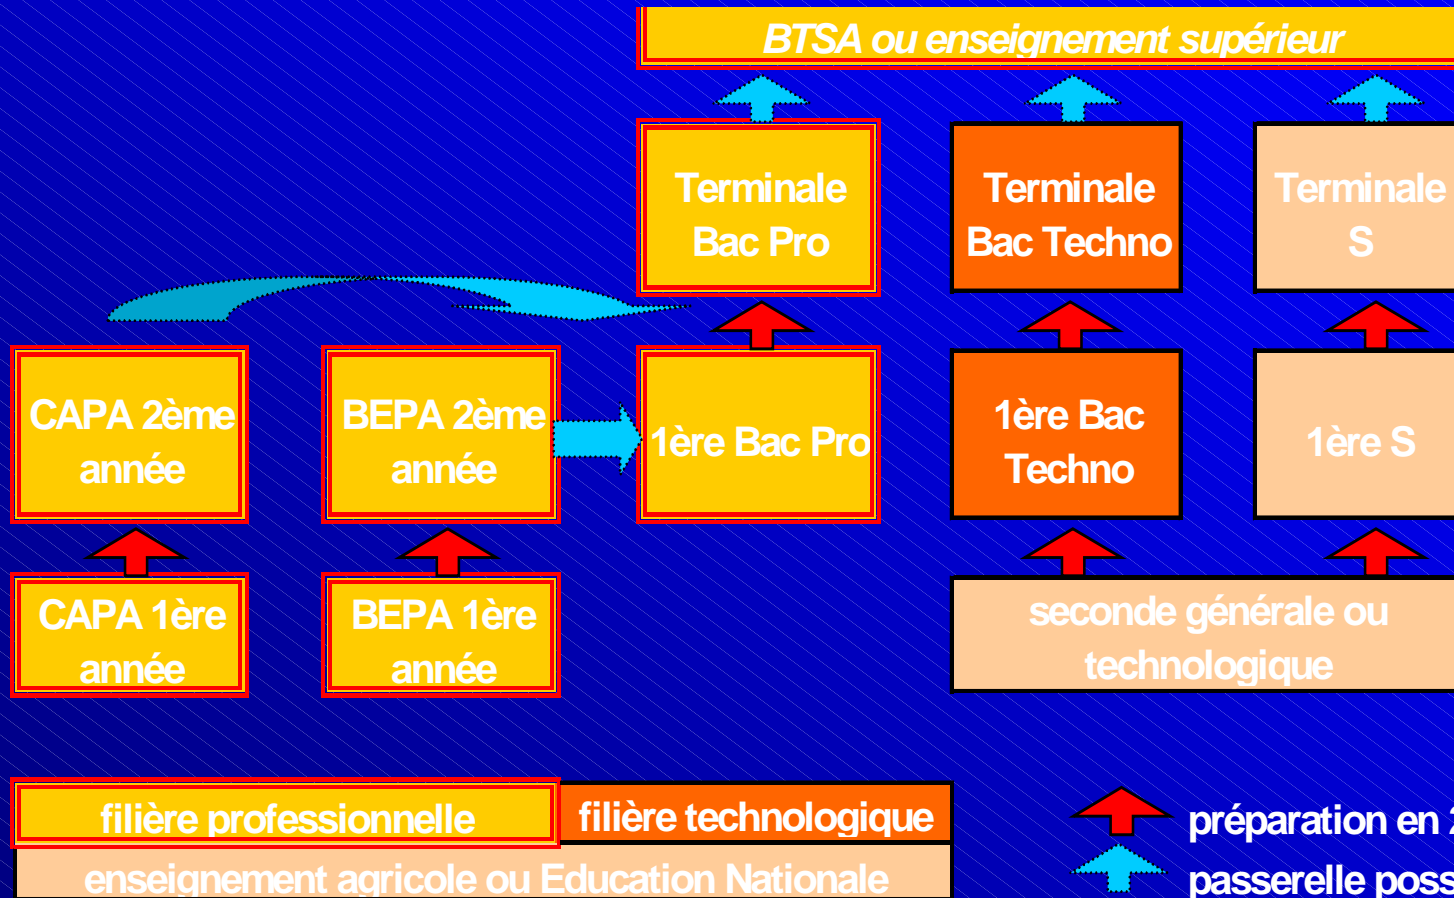 BTSA ou enseignement supérieur
Terminale
Bac Pro
Terminale
Bac Techno
Terminale
S
CAPA 2ème
année
BEPA 2ème
année
1ère Bac Pro
1ère Bac
Techno
1ère S
CAPA 1ère
année
BEPA 1ère
année
seconde générale ou
technologique
filière professionnelle
filière technologique
enseignement agricole ou Education Nationale
préparation en
passerelle